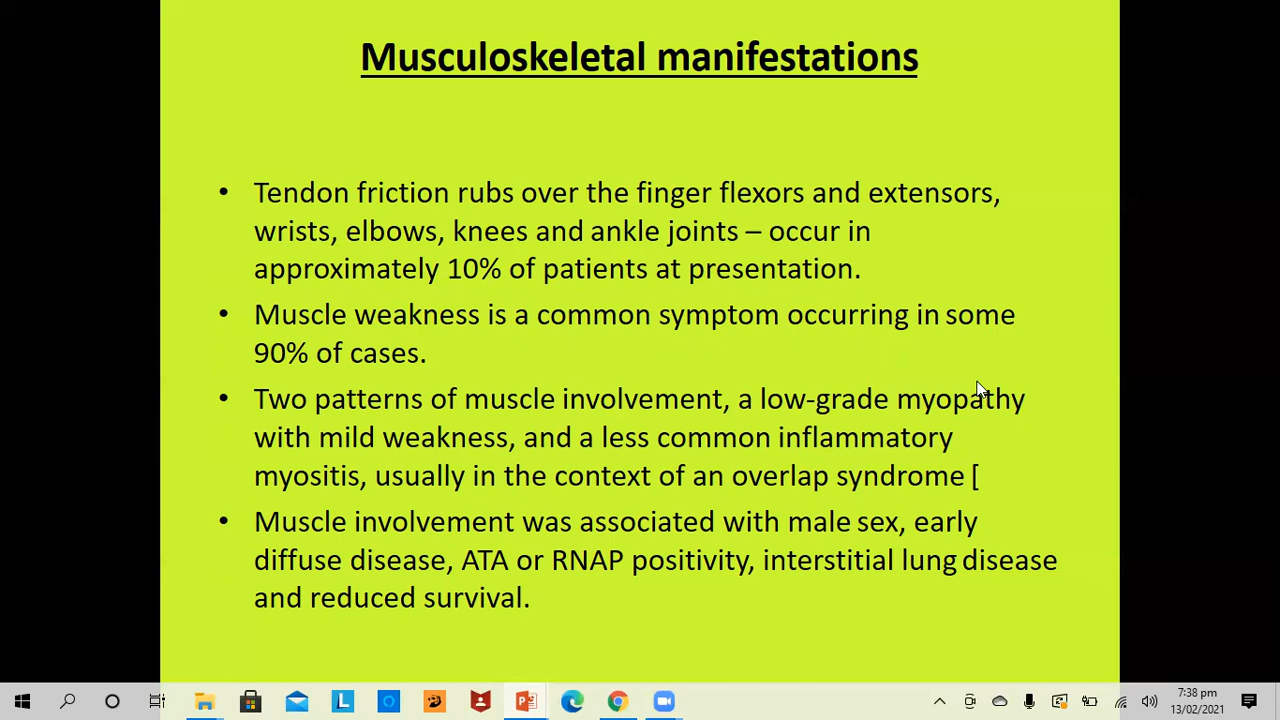 Musculoskeletal manifestations
• Tendon friction rubs over the finger flexors and extensors,
wrists, elbows, knees and ankle joints – occur in
approximately 10% of patients at presentation.
• Muscle weakness is a common symptom occurring in some
90% of cases.
• Two patterns of muscle involvement, a low-grade myopathy
with mild weakness, and a less common inflammatory
myositis, usually in the context of an overlap syndrome [
• Muscle involvement was associated with male sex, early
diffuse disease, ATA or RNAP positivity, interstitial lung disease
and reduced survival.
7:38 pm
13/02/2021